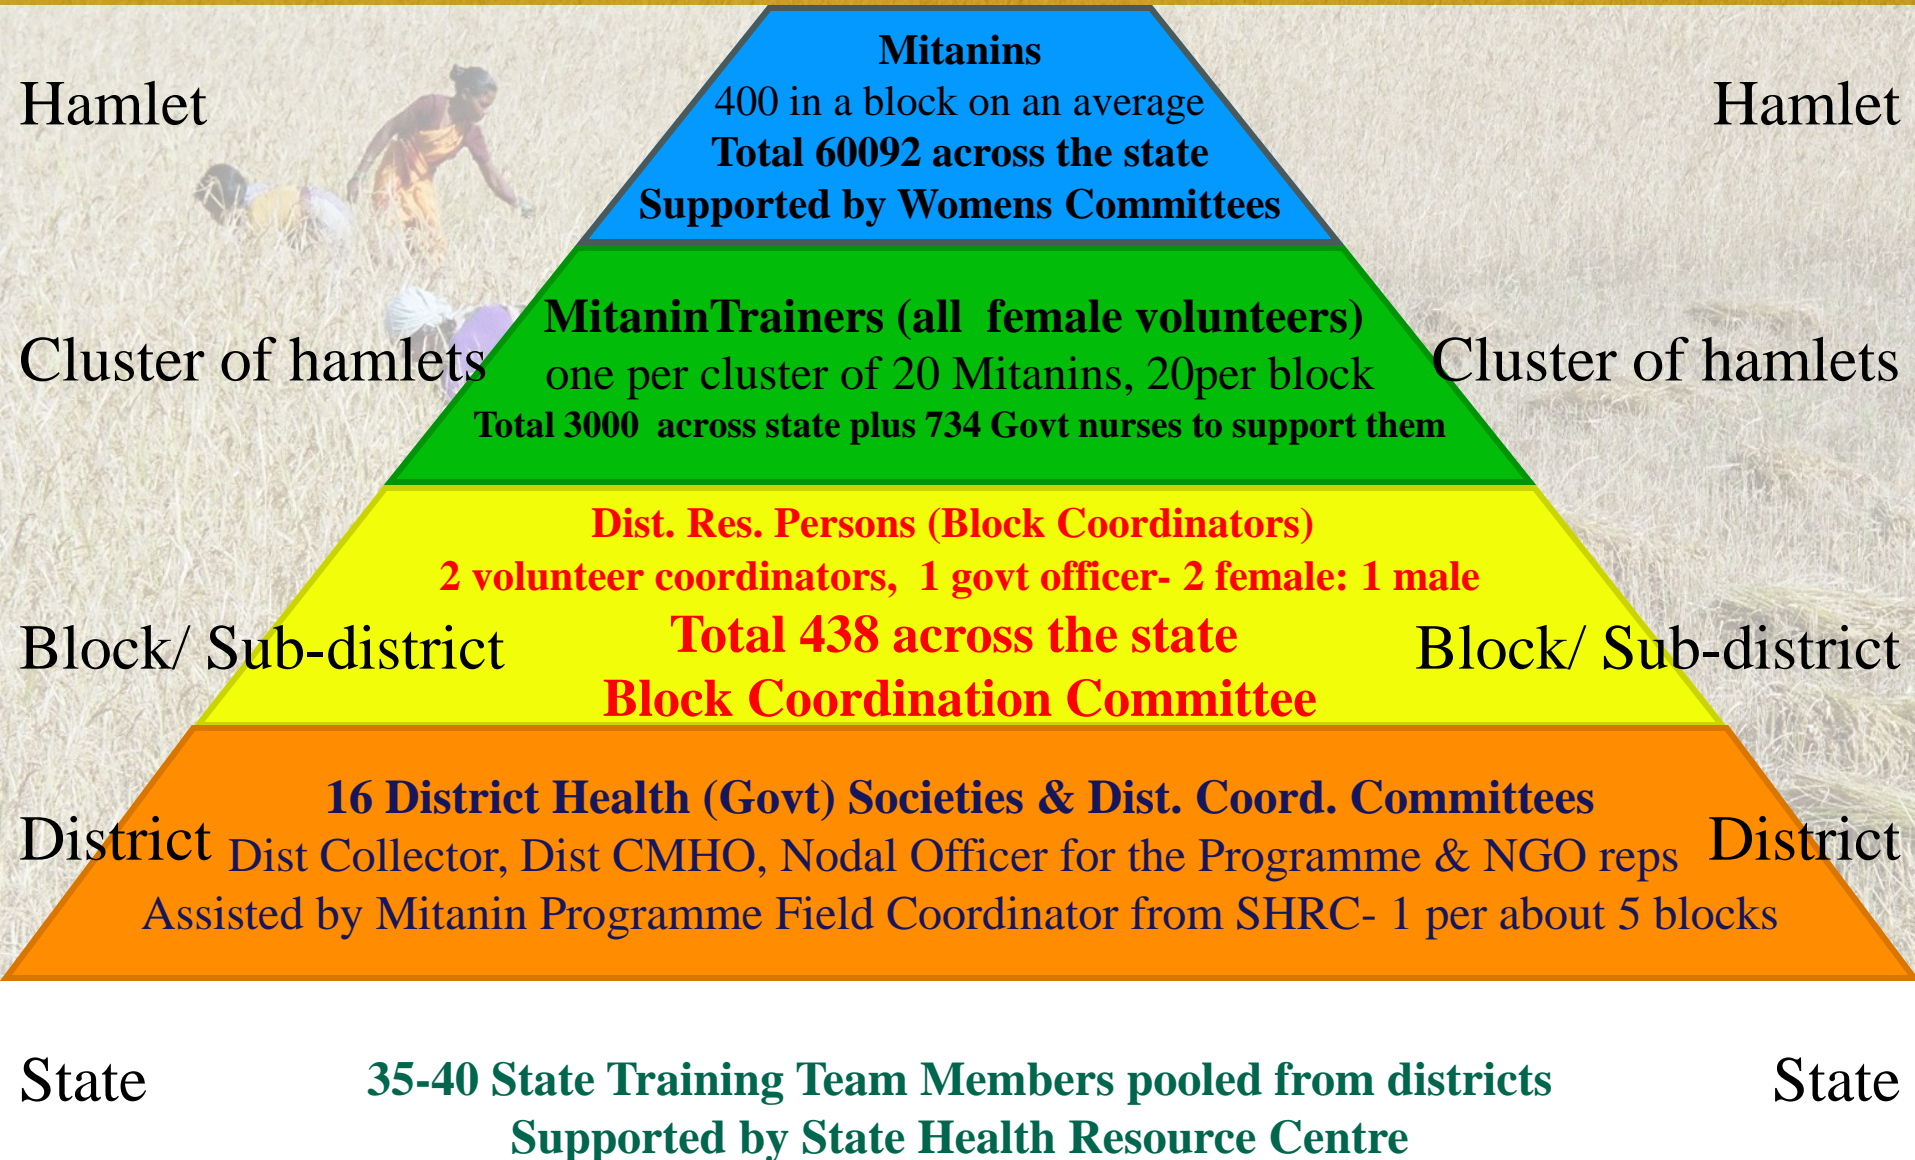 Mitanins
Hamlet 400 in a block on an average Hamlet
Total 60092 across the state
Supported by Womens Committees
MitaninTrainers (all female volunteers)
Cluster of hamlets one per cluster of 20 Mitanins, 20per block Cluster of hamlets
Total 3000 across state plus 734 Govt nurses to support them
Dist. Res. Persons (Block Coordinators)
2 volunteer coordinators, 1 govt officer- 2 female: 1 male
Block/ Sub-district Total 438 across the state Block/ Sub-district
Block Coordination Committee
16 District Health (Govt) Societies & Dist. Coord. Committees
District Dist Collector, Dist CMHO, Nodal Officer for the Programme & NGO reps District
Assisted by Mitanin Programme Field Coordinator from SHRC- 1 per about 5 blocks
State 35-40 State Training Team Members pooled from districts State
Supported by State Health Resource Centre